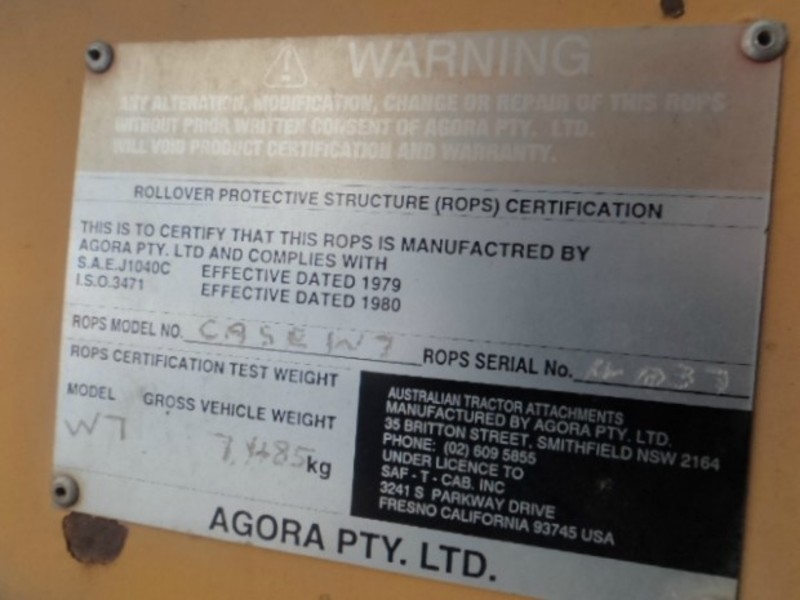 WARNING
ANY ALTERATION, MODIFICATION, CHANGE OR REPAIR OF THIS ROPS
WITHOUT PRIOR WRITTEN CONSENT OF AGORA PTY. LTD.
WILL VOID PRODUCT CERTIFICATION AND WARRANTY.
ROLLOVER PROTECTIVE STRUCTURE (ROPS) CERTIFICATION
THIS IS TO CERTIFY THAT THIS ROPS IS MANUFACTRED BY
AGORA PTY. LTD AND COMPLIES WITH
S.A.E.J1040C EFFECTIVE DATED 1979
I.S.O.3471 EFFECTIVE DATED 1980
ROPS MODEL NO. CASE W7 ROPS SERIAL No.
ROPS CERTIFICATION TEST WEIGHT
MODEL GROSS VEHICLE WEIGHT
W7 7,485kg
AUSTRALIAN TRACTOR ATTACHMENTS
MANUFACTURED BY AGORA PTY. LTD.
35 BRITTON STREET, SMITHFIELD NSW 2164
PHONE: (02) 609 5855
UNDER LICENCE TO
SAF - T - CAB. INC
3241 S PARKWAY DRIVE
FRESNO CALIFORNIA 93745 USA
AGORA PTY. LTD.